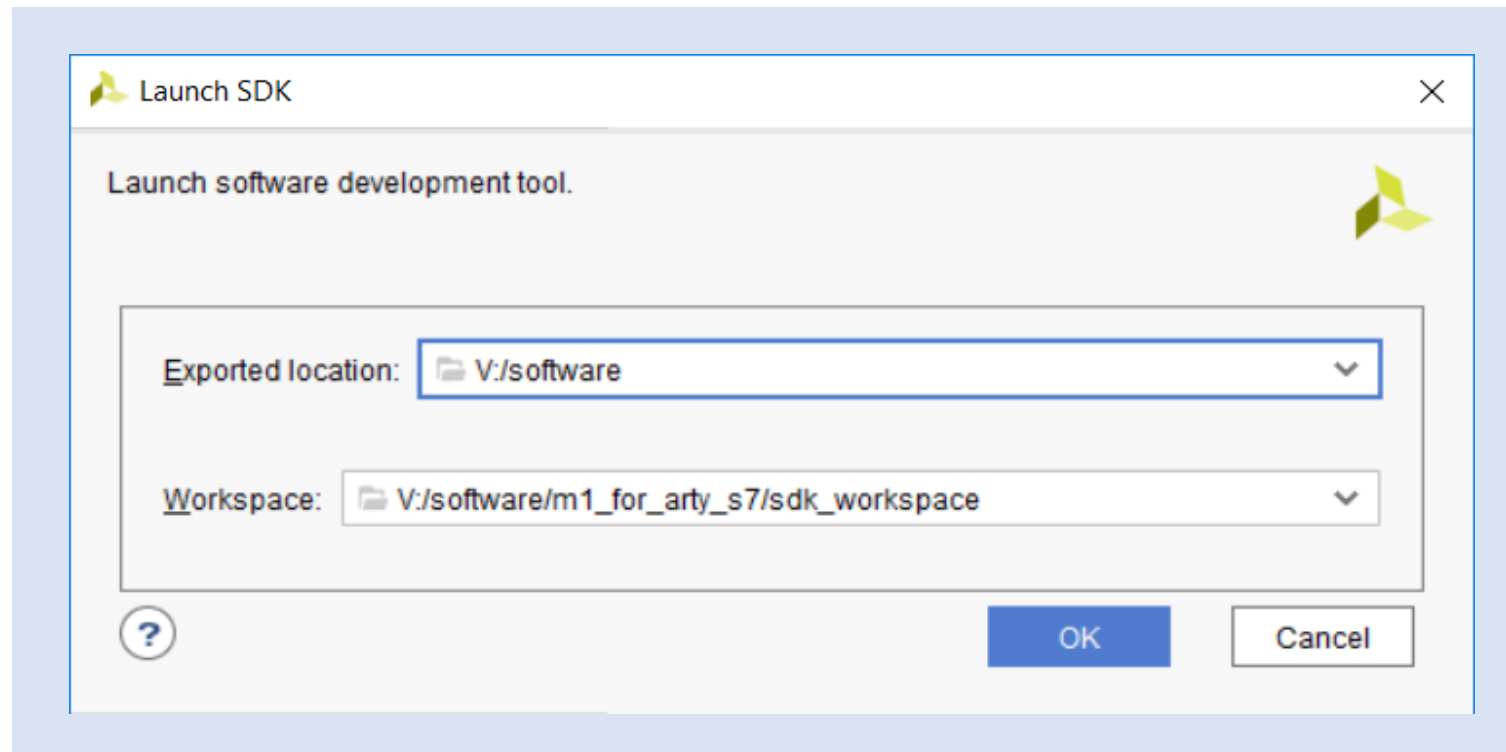 Launch SDK
Launch software development tool.
Exported location: V:/software
Workspace: V:/software/m1_for_arty_s7/sdk_workspace
? OK Cancel